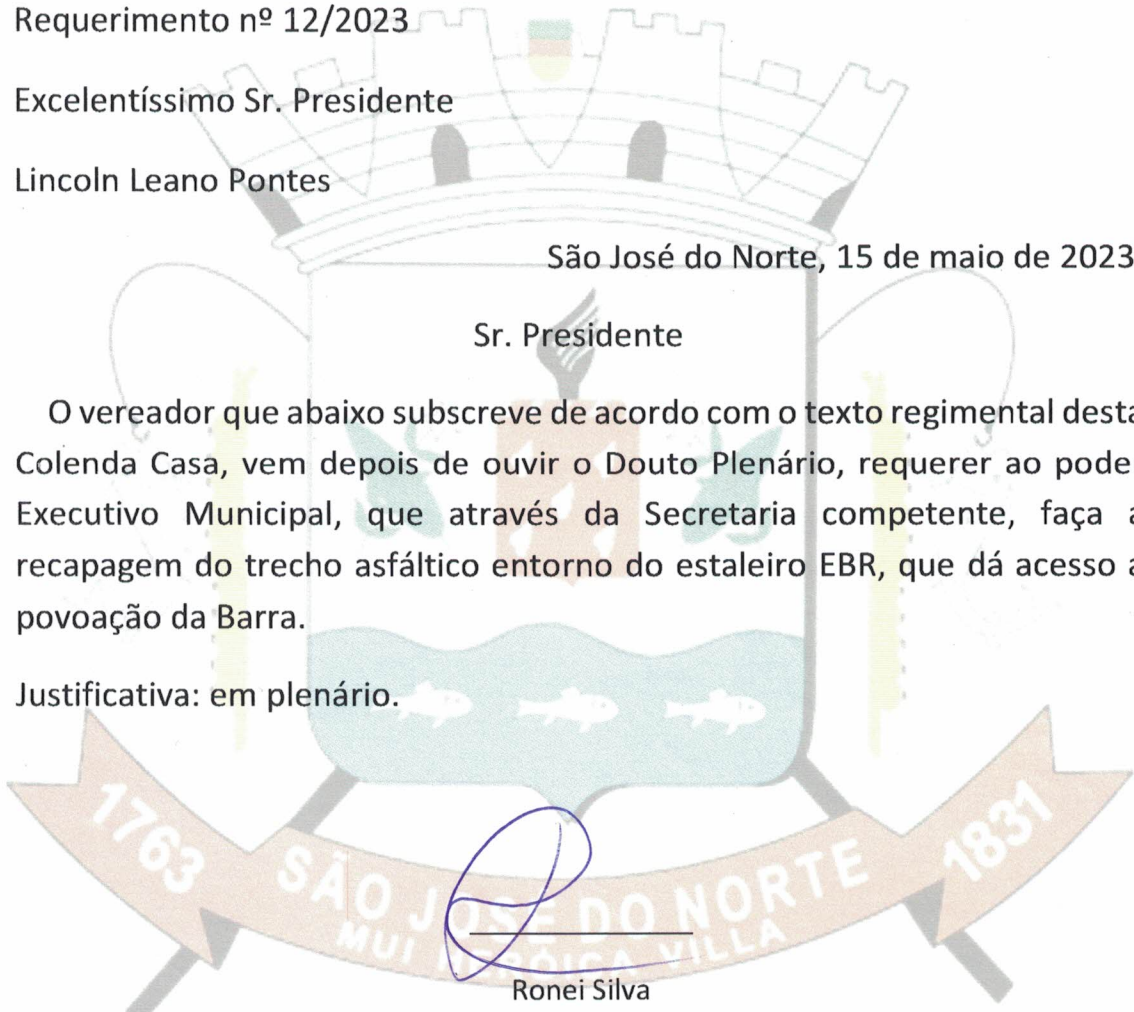 Requerimento nº 12/2023
Excelentíssimo Sr. Presidente
Lincoln Leano Pontes
São José do Norte, 15 de maio de 2023
Sr. Presidente
O vereador que abaixo subscreve de acordo com o texto regimental desta
Colenda Casa, vem depois de ouvir o Douto Plenário, requerer ao pode
Executivo Municipal, que através da Secretaria competente, faça a
recapagem do trecho asfáltico entorno do estaleiro EBR, que dá acesso a
povoação da Barra.
Justificativa: em plenário.
1763 SÃO JOSÉ DO NORTE 1831
MUI HERÓICA VILLA
Ronei Silva